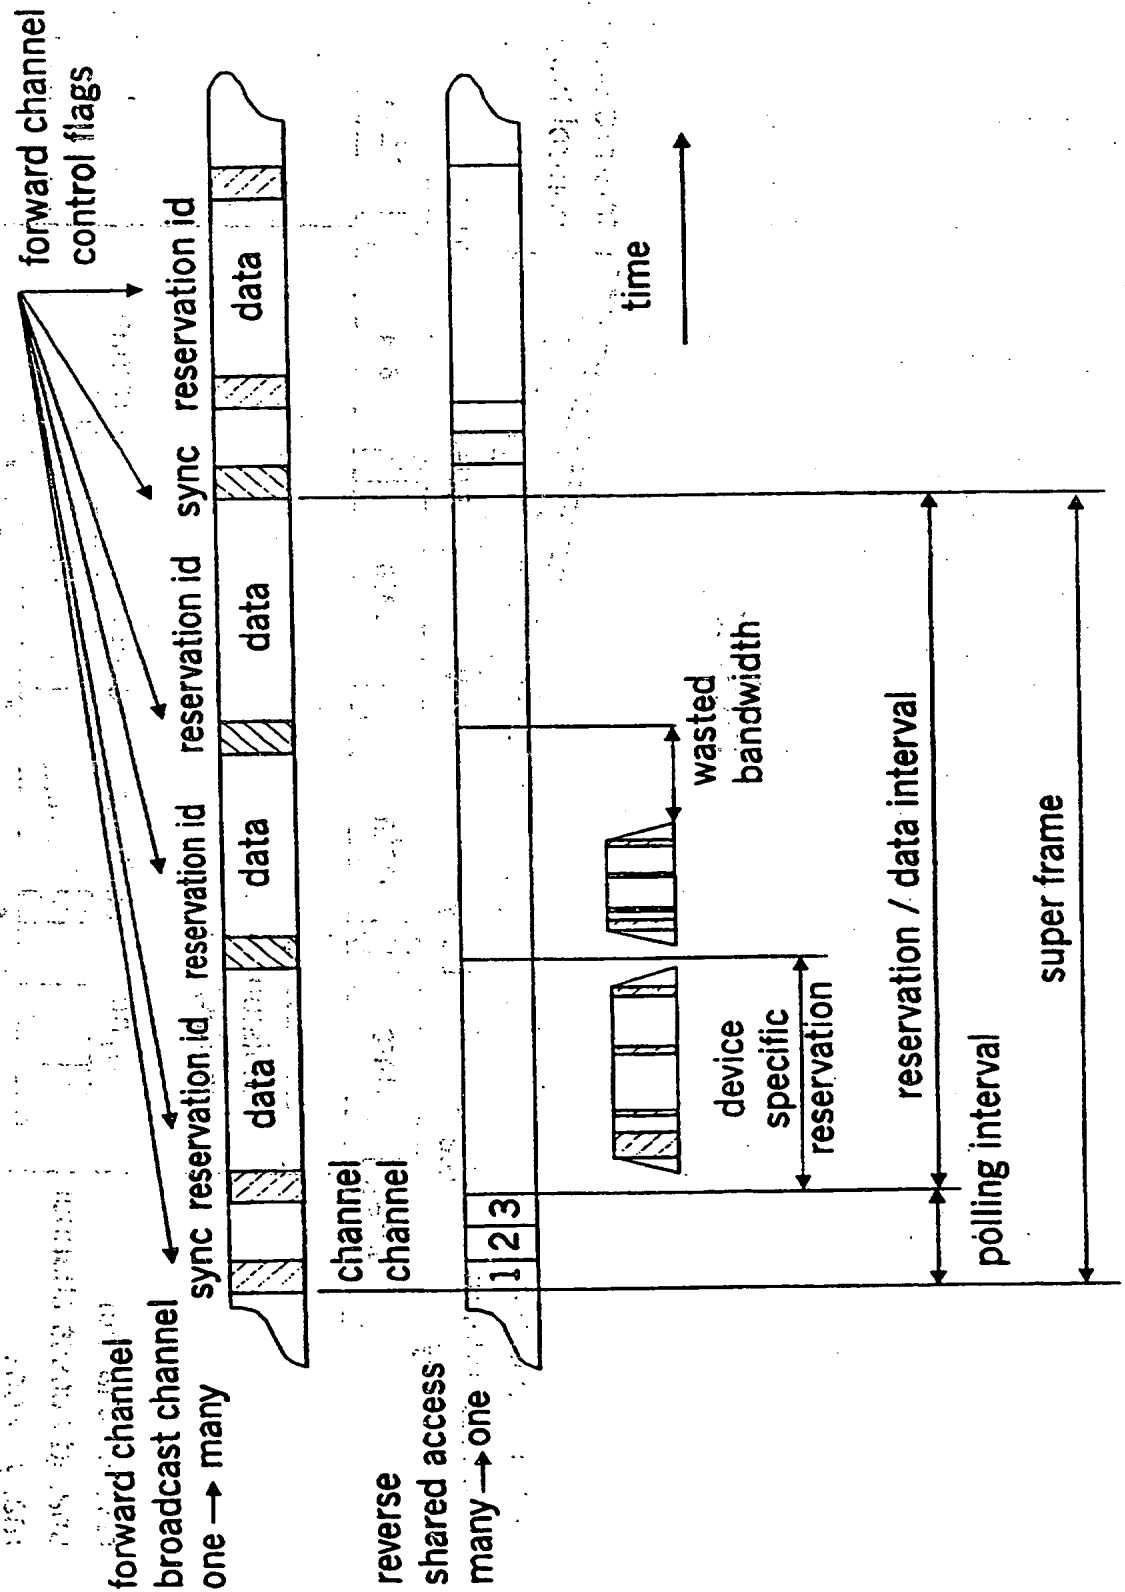 forward channel
control flags
forward channel
broadcast channel
one → many
sync
reservation id
reservation id
reservation id
sync
reservation id
data
data
data
data
channel
channel
reverse
shared access
many → one
1
2
3
device
specific
reservation
wasted
bandwidth
time
reservation / data interval
polling interval
super frame